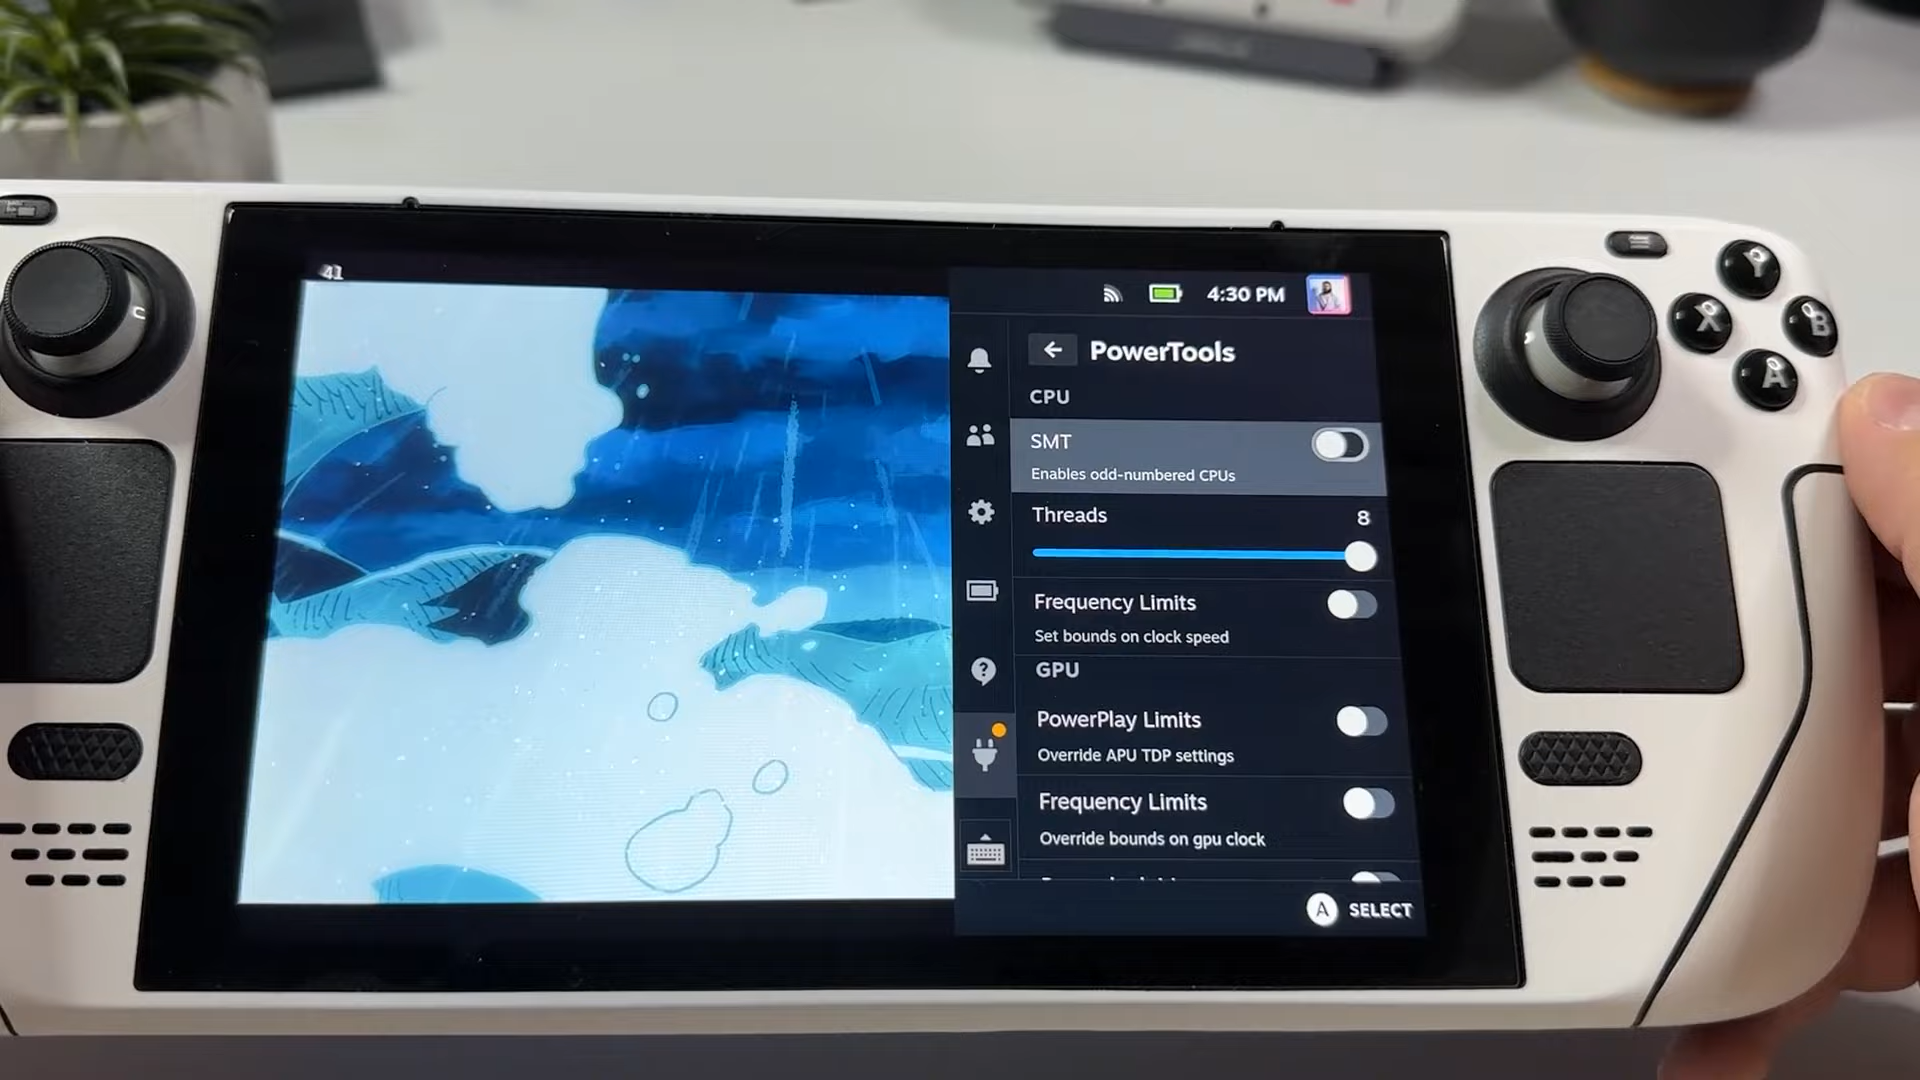 41
4:30 PM
PowerTools
CPU
SMT
Enables odd-numbered CPUs
Threads 8
Frequency Limits
Set bounds on clock speed
GPU
PowerPlay Limits
Override APU TDP settings
Frequency Limits
Override bounds on gpu clock
A SELECT
Y
X
B
A